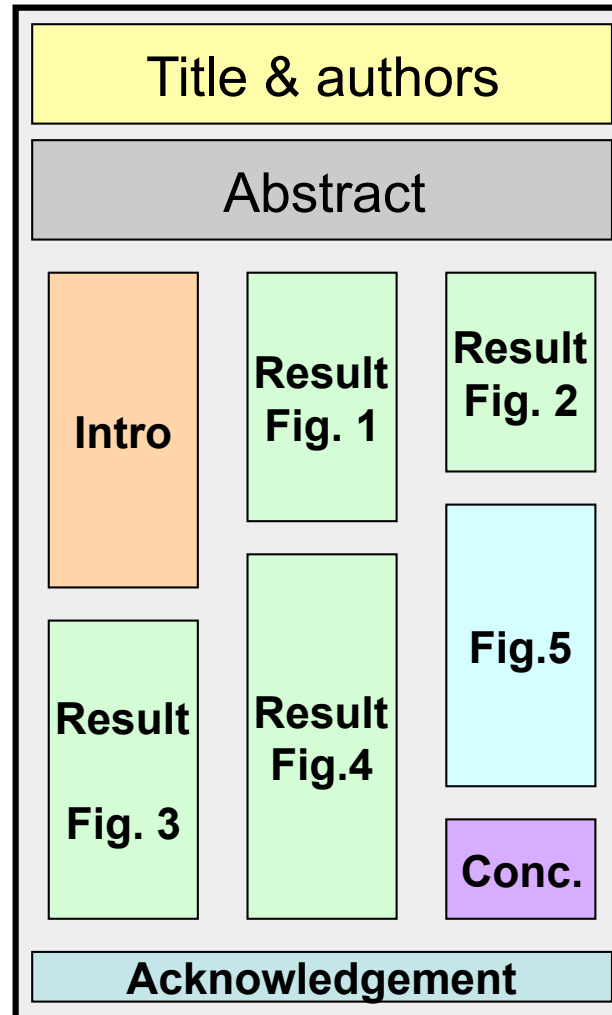 Title & authors
Abstract
Intro
Result
Fig. 1
Result
Fig. 2
Result
Fig. 3
Result
Fig.4
Fig.5
Conc.
Acknowledgement